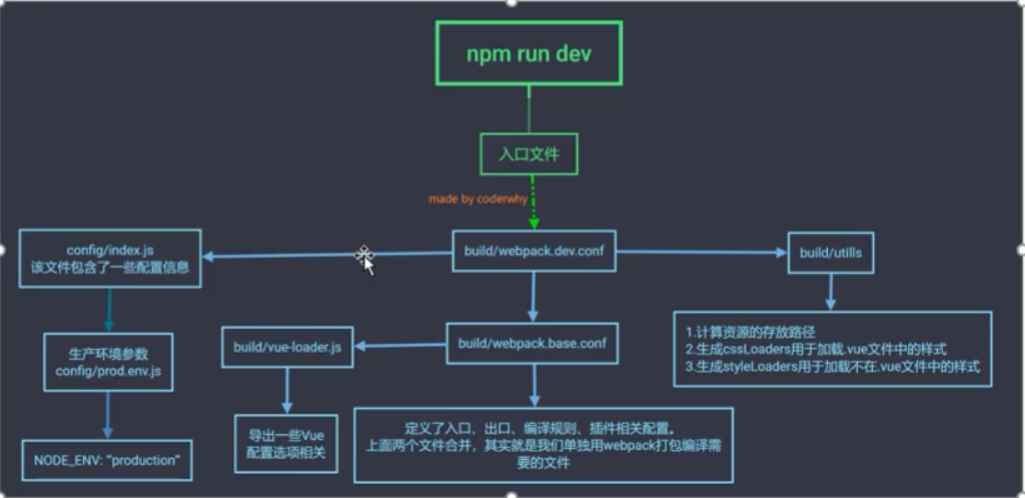 npm run dev
入口文件
made by coderwhy
config/index.js
该文件包含了一些配置信息
build/webpack.dev.conf
build/utills
生产环境参数
config/prod.env.js
build/vue-loader.js
build/webpack.base.conf
1.计算资源的存放路径
2.生成cssLoaders用于加载.vue文件中的样式
3.生成styleLoaders用于加载不在.vue文件中的样式
NODE_ENV: "production"
导出一些Vue
配置选项相关
定义了入口、出口、编译规则、插件相关配置。
上面两个文件合并，其实就是我们单独用webpack打包编译需
要的文件